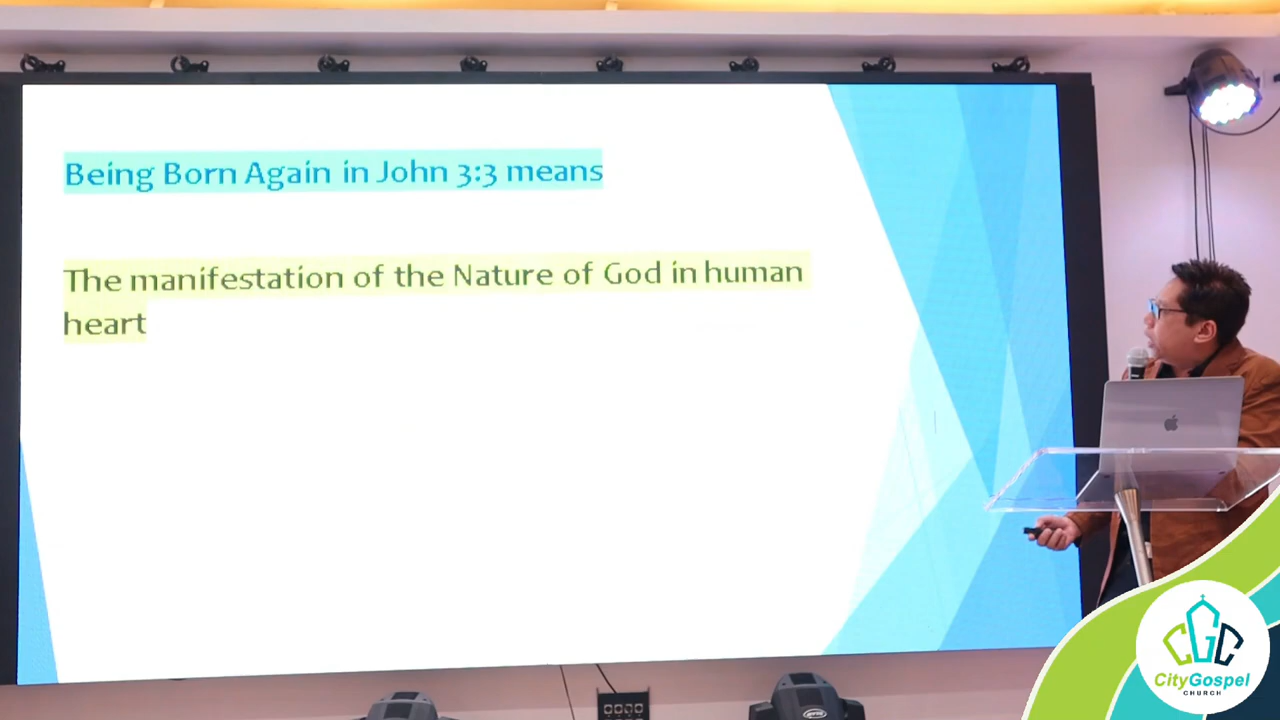 Being Born Again in John 3:3 means
The manifestation of the Nature of God in human
heart
CGC
CityGospel
CHURCH